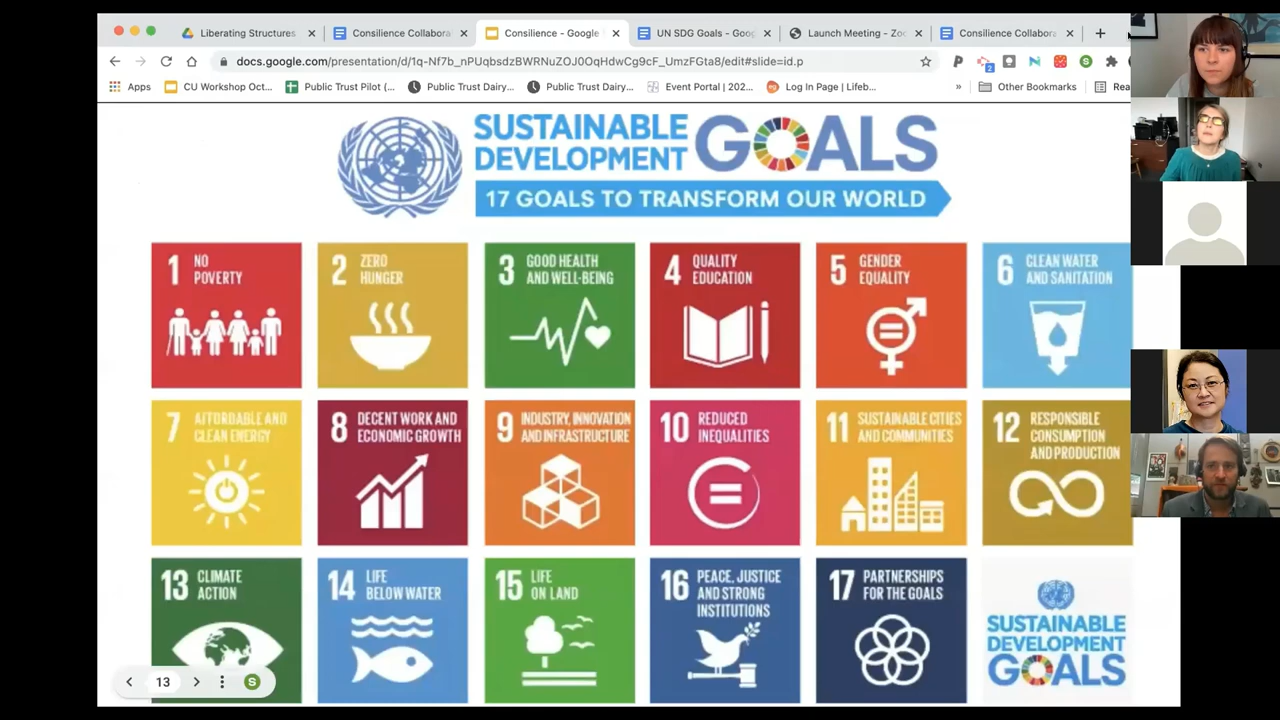 Liberating Structures
Consilience Collabora
Consilience - Google
UN SDG Goals - Goog
Launch Meeting - Zoo
Consilience Collabora
docs.google.com/presentation/d/1q-Nf7b_nPUqbsdzBWRNuZOJ0OqHdwCg9cF_UmzFGta8/edit#slide=id.p
2
S
Apps
CU Workshop Oct...
Public Trust Pilot (...
Public Trust Dairy...
Public Trust Dairy...
Event Portal | 202...
Log In Page | Lifeb...
»
Other Bookmarks
Rea
SUSTAINABLE
DEVELOPMENT
GOALS
17 GOALS TO TRANSFORM OUR WORLD
1 NO
POVERTY
2 ZERO
HUNGER
3 GOOD HEALTH
AND WELL-BEING
4 QUALITY
EDUCATION
5 GENDER
EQUALITY
6 CLEAN WATER
AND SANITATION
7 AFFORDABLE AND
CLEAN ENERGY
8 DECENT WORK AND
ECONOMIC GROWTH
9 INDUSTRY, INNOVATION
AND INFRASTRUCTURE
10 REDUCED
INEQUALITIES
11 SUSTAINABLE CITIES
AND COMMUNITIES
12 RESPONSIBLE
CONSUMPTION
AND PRODUCTION
13 CLIMATE
ACTION
14 LIFE
BELOW WATER
15 LIFE
ON LAND
16 PEACE, JUSTICE
AND STRONG
INSTITUTIONS
17 PARTNERSHIPS
FOR THE GOALS
SUSTAINABLE
DEVELOPMENT
GOALS
13
S